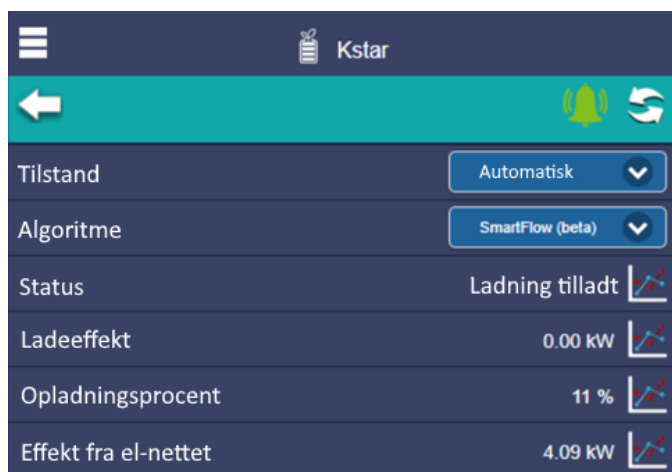 Kstar
Tilstand Automatisk
Algoritme SmartFlow (beta)
Status Ladning tilladt
Ladeeffekt 0.00 kW
Opladningsprocent 11 %
Effekt fra el-nettet 4.09 kW